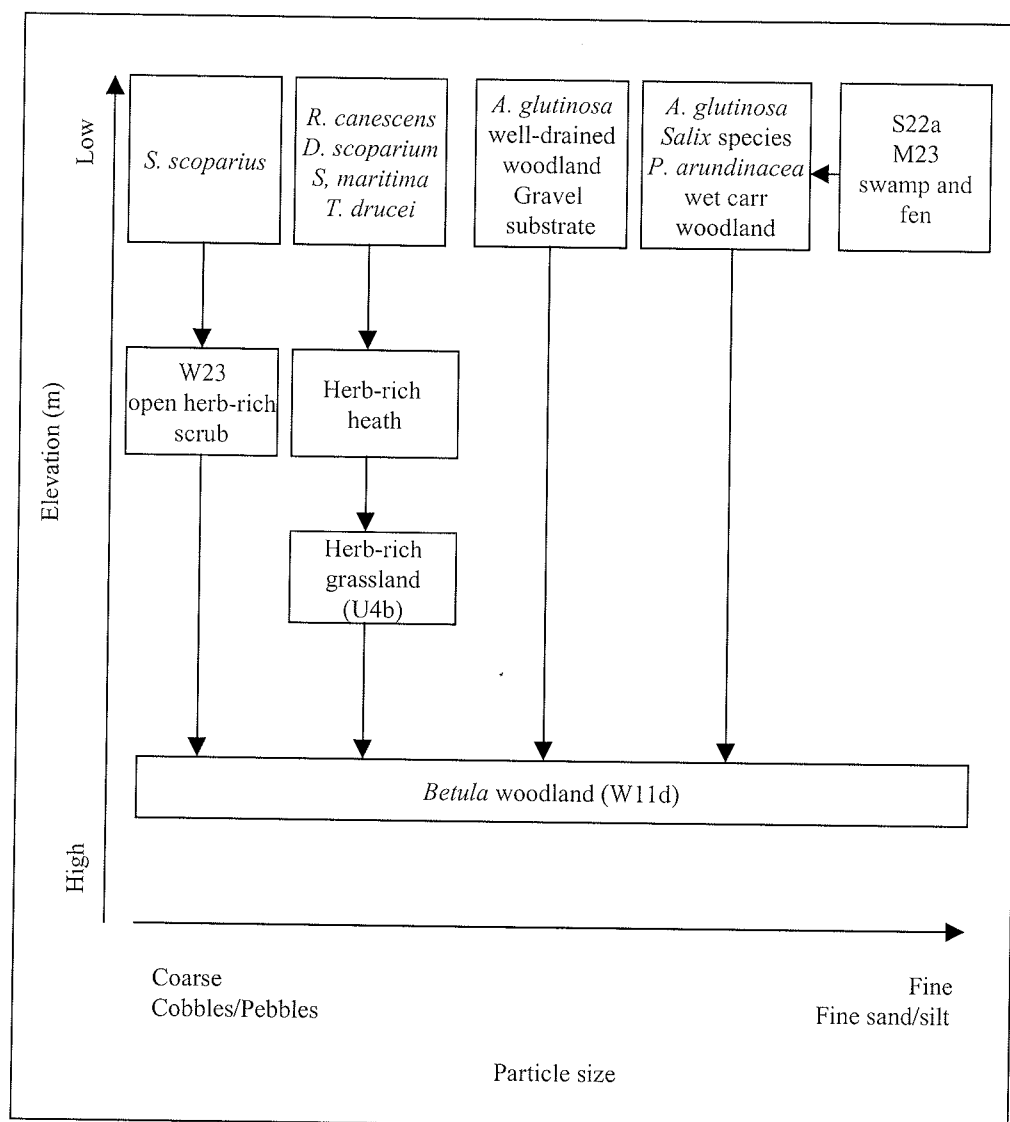 Low
Elevation (m)
High
S. scoparius
R. canescens
D. scoparium
S, maritima
T. drucei
A. glutinosa
well-drained
woodland
Gravel
substrate
A. glutinosa
Salix species
P. arundinacea
wet carr
woodland
S22a
M23
swamp and
fen
W23
open herb-rich
scrub
Herb-rich
heath
Herb-rich
grassland
(U4b)
Betula woodland (W11d)
Coarse
Cobbles/Pebbles
Fine
Fine sand/silt
Particle size